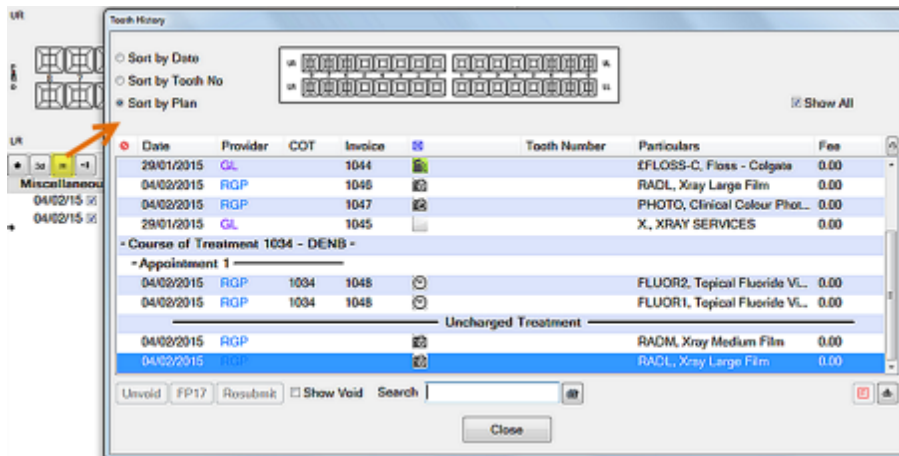 UR
Tooth History
Sort by Date
Sort by Tooth No
Sort by Plan
Show All
UR
Miscellaneou
04/02/15
04/02/15
Date Provider COT Invoice Tooth Number Particulars Fee
29/01/2015 GL 1044 £FLOSS-C, Floss - Colgate 0.00
04/02/2015 RGP 1046 RADL, Xray Large Film 0.00
04/02/2015 RGP 1047 PHOTO, Clinical Colour Phot... 0.00
29/01/2015 GL 1045 X., XRAY SERVICES 0.00
- Course of Treatment 1034 - DENB -
- Appointment 1
04/02/2015 RGP 1034 1048 FLUOR2, Topical Fluoride Vi... 0.00
04/02/2015 RGP 1034 1048 FLUOR1, Topical Fluoride Vi... 0.00
Uncharged Treatment
04/02/2015 RGP RADM, Xray Medium Film 0.00
04/02/2015 RGP RADL, Xray Large Film 0.00
Unvoid FP17 Resubmit Show Void Search
Close